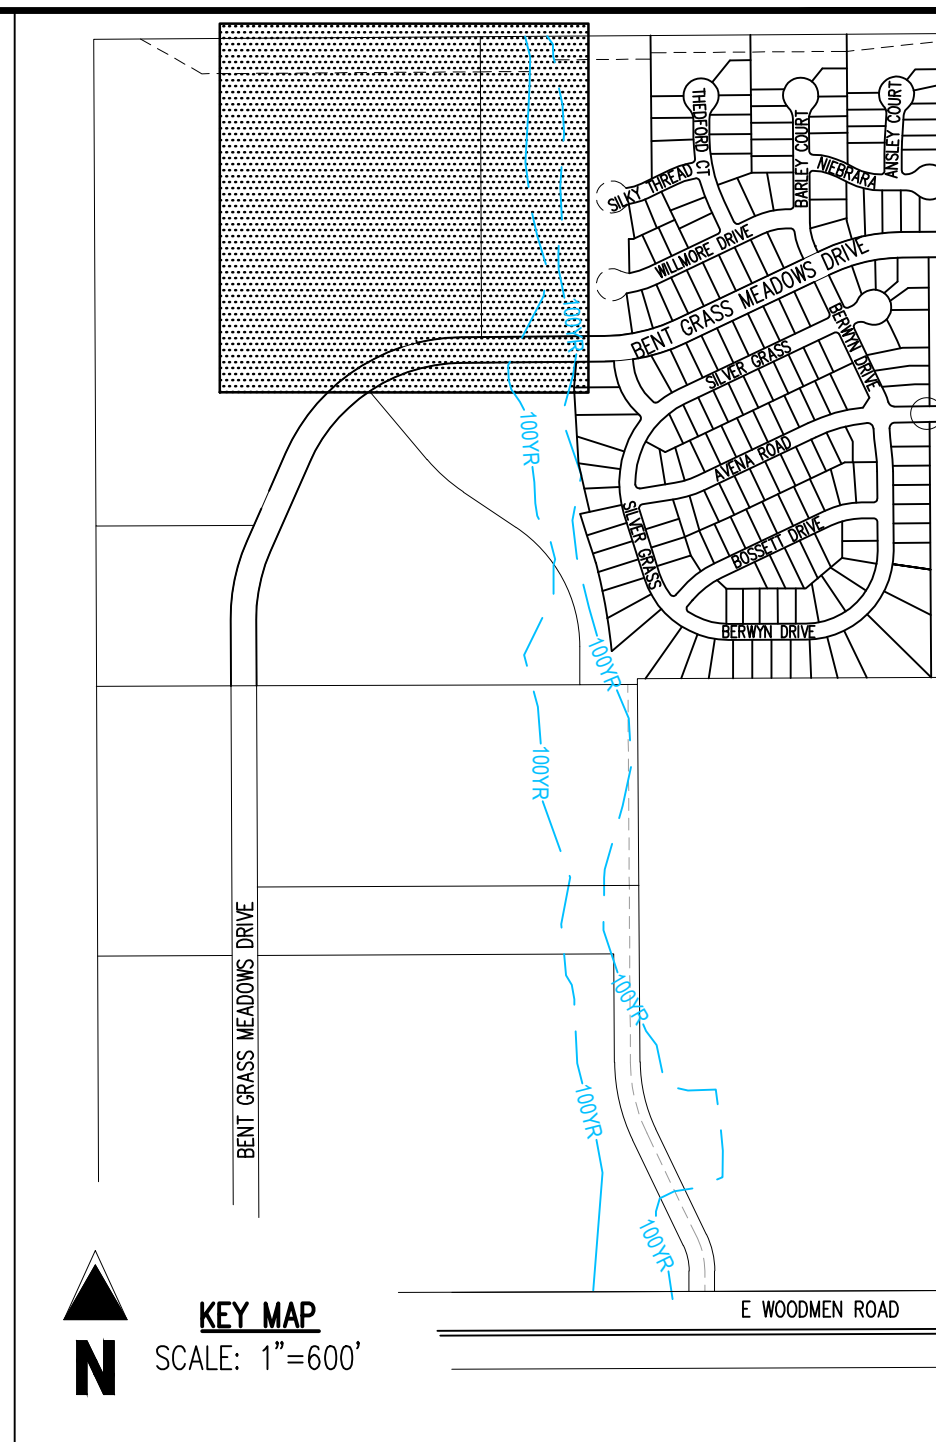 THEDFORD CT
BARLEY COURT
ANSLEY COURT
NIEBRARA
SILKY THREAD
WILLMORE DRIVE
BENT GRASS MEADOWS DRIVE
100YR
BERWYN DRIVE
SILVER GRASS
100YR
AVENA ROAD
SILVER GRASS
BOSSETT DRIVE
BERWYN DRIVE
100YR
100YR
BENT GRASS MEADOWS DRIVE
100YR
100YR
100YR
E WOODMEN ROAD
KEY MAP
SCALE: 1"=600'
N